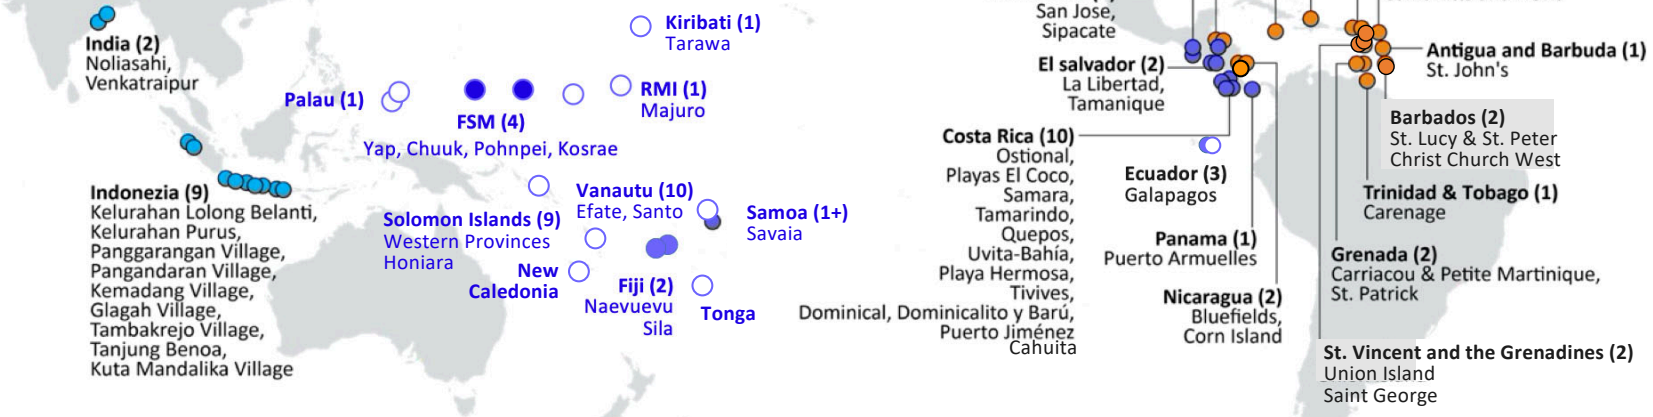 India (2)
Noliasahi,
Venkatraipur
Indonezia (9)
Kelurahan Lolong Belanti,
Kelurahan Purus,
Panggarangan Village,
Pangandaran Village,
Kemadang Village,
Glagah Village,
Tambakrejo Village,
Tanjung Benoa,
Kuta Mandalika Village
Palau (1)
FSM (4)
Yap, Chuuk, Pohnpei, Kosrae
Kiribati (1)
Tarawa
RMI (1)
Majuro
Solomon Islands (9)
Western Provinces
Honiara
Vanautu (10)
Efate, Santo
Samoa (1+)
Savaia
New
Caledonia
Fiji (2)
Naevuevu
Sila
Tonga
San Jose,
Sipacate
El salvador (2)
La Libertad,
Tamanique
Costa Rica (10)
Ostional,
Playas El Coco,
Samara,
Tamarindo,
Quepos,
Uvita-Bahía,
Playa Hermosa,
Tivives,
Dominical, Dominicalito y Barú,
Puerto Jiménez
Cahuita
Ecuador (3)
Galapagos
Panama (1)
Puerto Armuelles
Nicaragua (2)
Bluefields,
Corn Island
Antigua and Barbuda (1)
St. John's
Barbados (2)
St. Lucy & St. Peter
Christ Church West
Trinidad & Tobago (1)
Carenage
Grenada (2)
Carriacou & Petite Martinique,
St. Patrick
St. Vincent and the Grenadines (2)
Union Island
Saint George